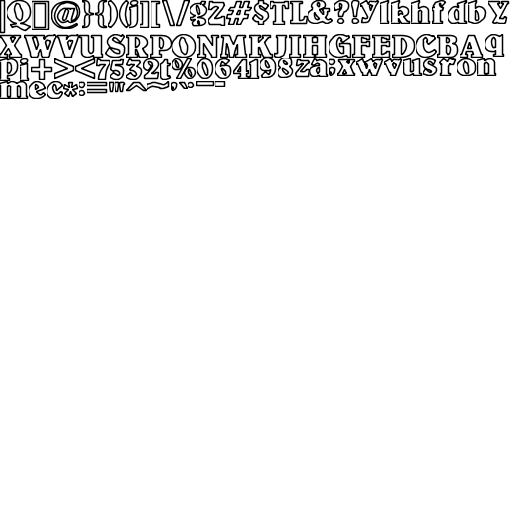 |Q▯@}{)(j][\/gZ#$TL&?!ylkhfdbY
XWVUSRPONMKJIHGFEDCBAq
pi+><7532t%064198za;xwvusron
mec*:="'^~,`-_